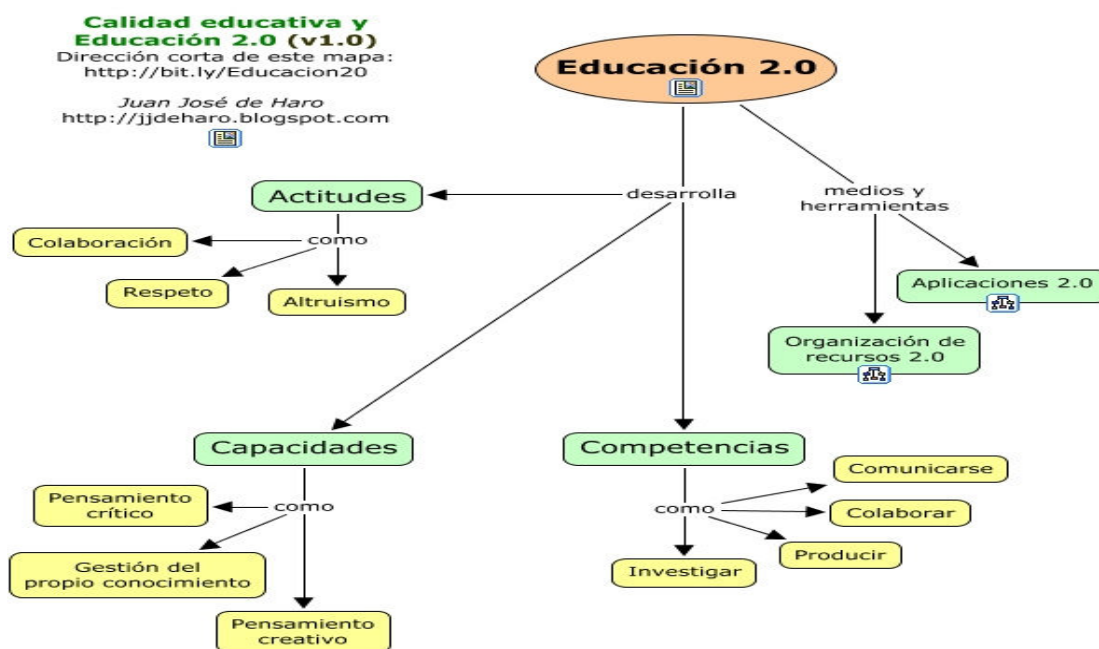 Calidad educativa y
Educación 2.0 (v1.0)
Dirección corta de este mapa:
http://bit.ly/Educacion20
Juan José de Haro
http://jjdeharo.blogspot.com
Educación 2.0
desarrolla
medios y
herramientas
Actitudes
como
Colaboración
Respeto
Altruismo
Aplicaciones 2.0
Organización de
recursos 2.0
Capacidades
como
Pensamiento
crítico
Gestión del
propio conocimiento
Pensamiento
creativo
Competencias
como
Comunicarse
Colaborar
Producir
Investigar